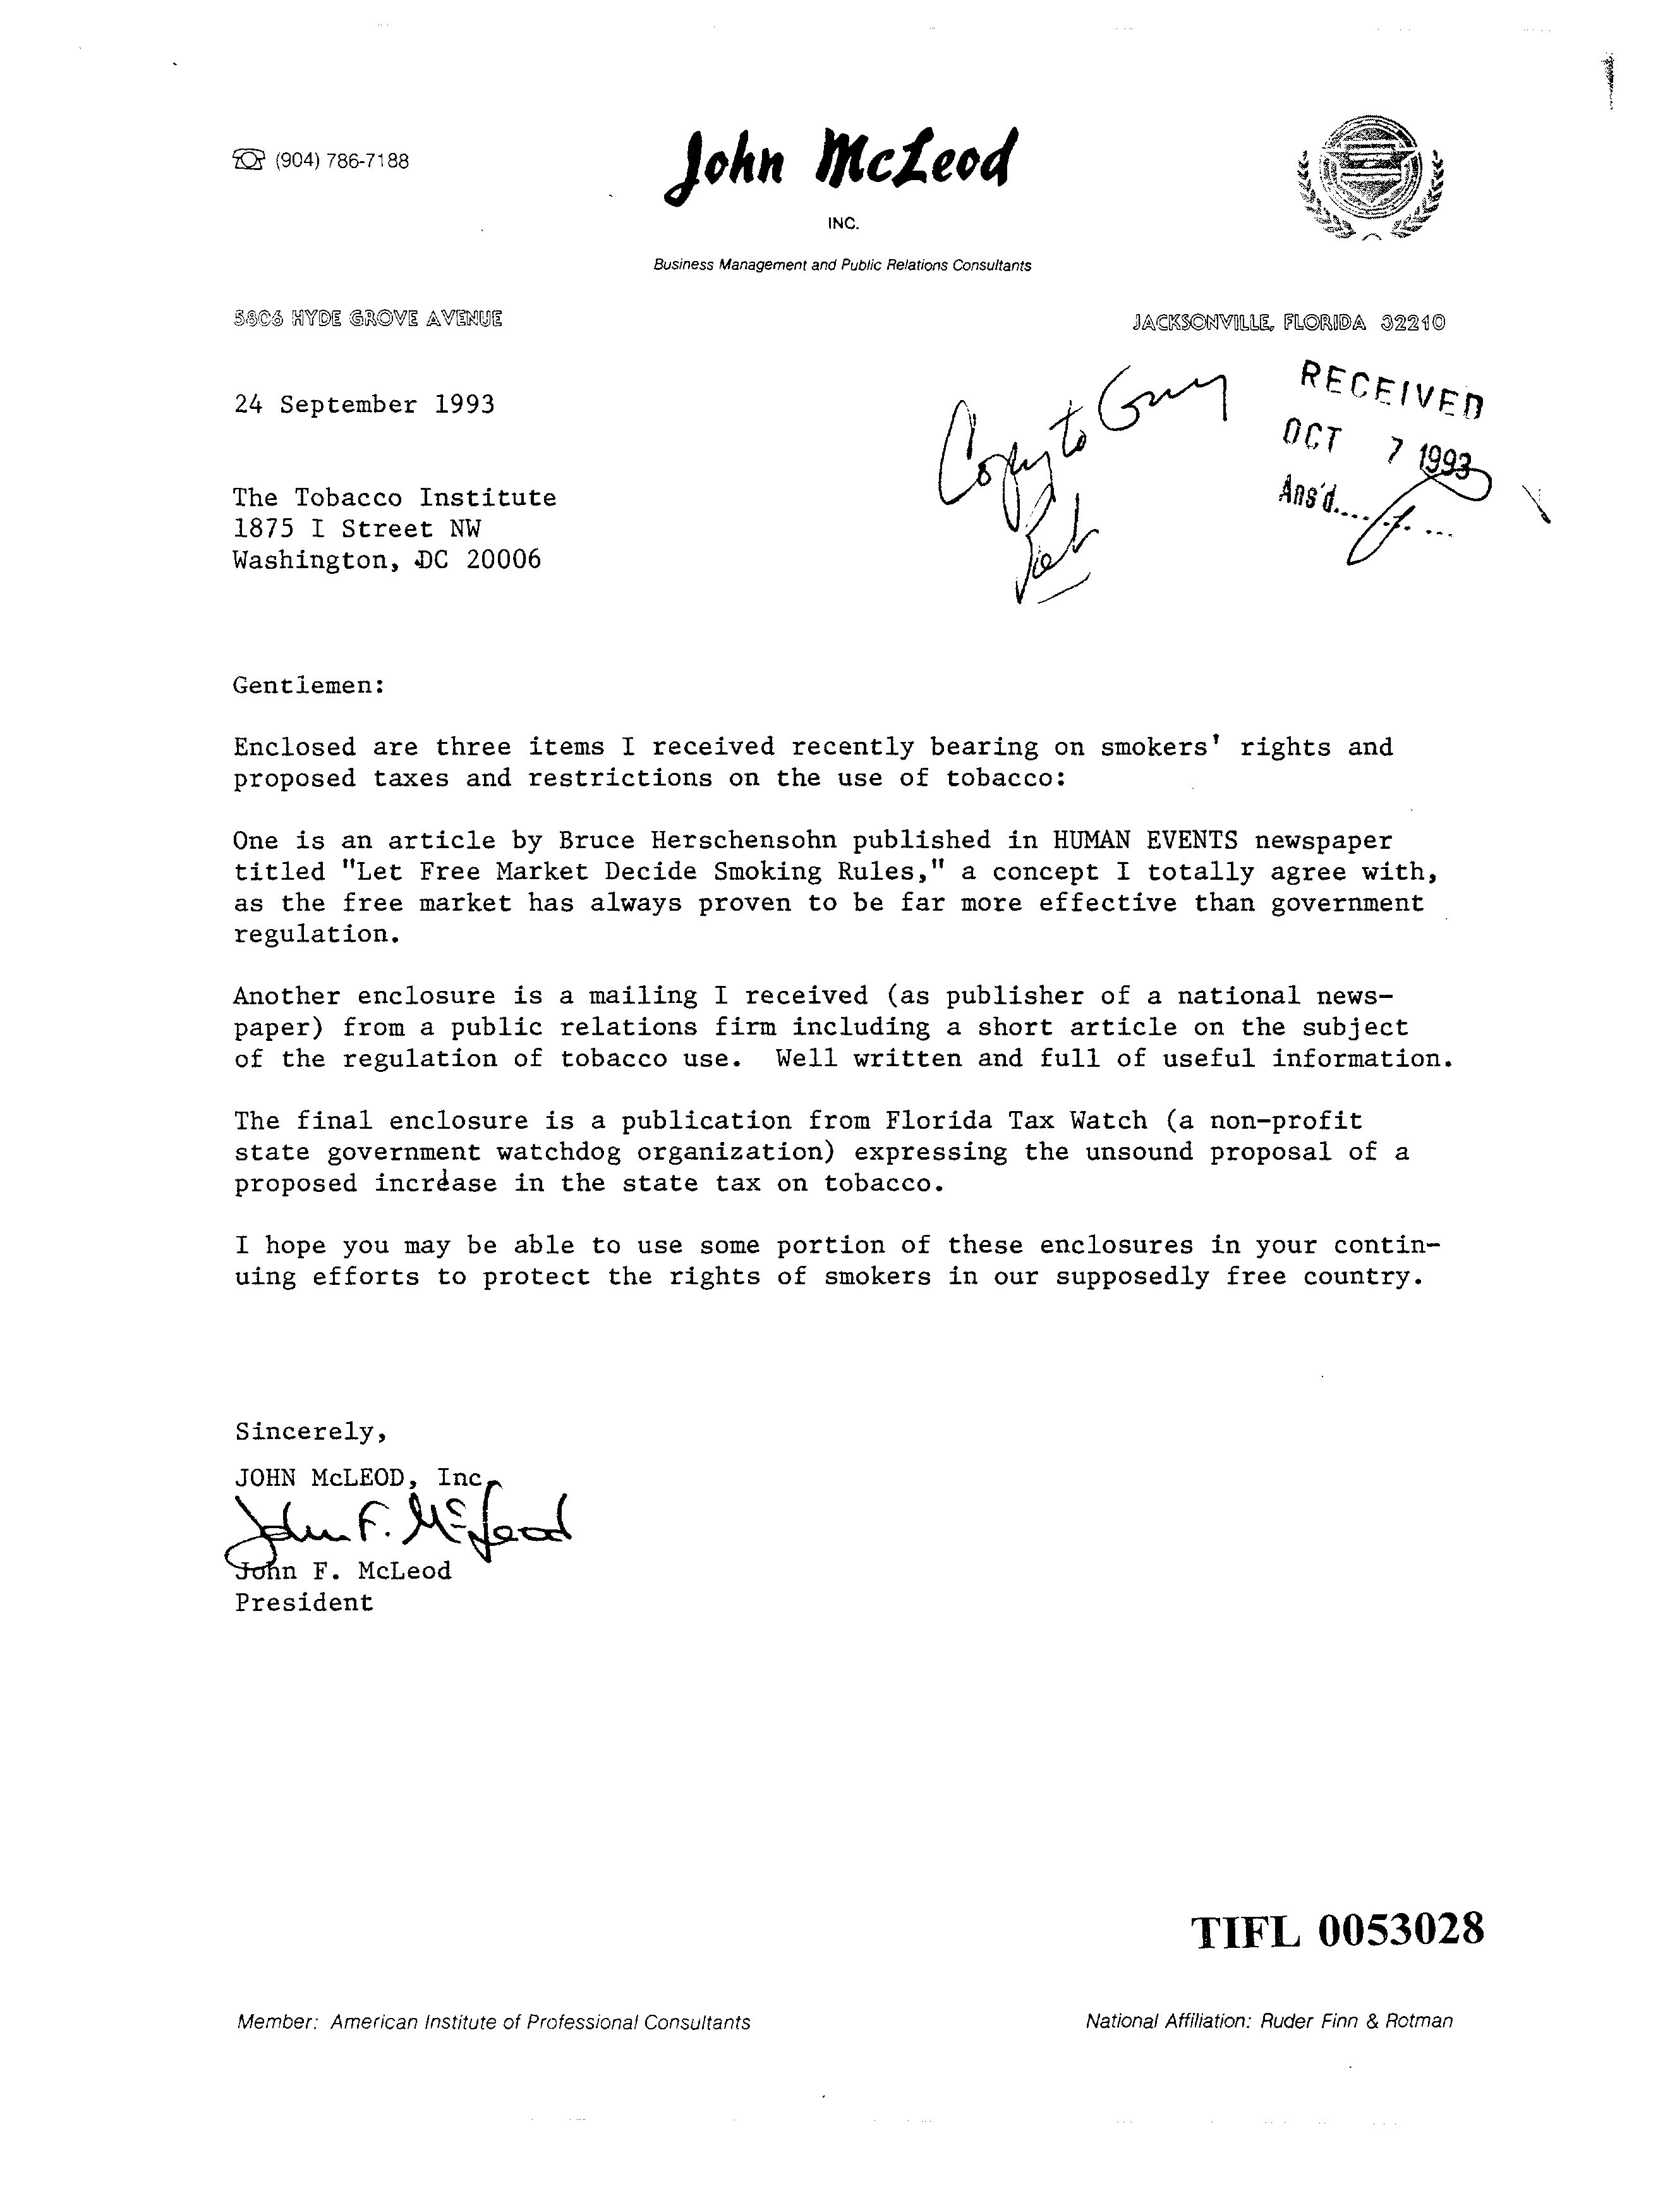 (904) 786-7188
John McLeod
INC.
Business Management and Public Relations Consultants
5806 HYDE GROVE AVENUE
JACKSONVILLE, FLORIDA 32210
24 September 1993
Copy to
RECEIVED
OCT 7 1993
Ans'd.........
The Tobacco Institute
1875 I Street NW
Washington, DC 20006
Gentlemen:
Enclosed are three items I received recently bearing on smokers' rights and
proposed taxes and restrictions on the use of tobacco:
One is an article by Bruce Herschensohn published in HUMAN EVENTS newspaper
titled "Let Free Market Decide Smoking Rules," a concept I totally agree with,
as the free market has always proven to be far more effective than government
regulation.
Another enclosure is a mailing I received (as publisher of a national news-
paper) from a public relations firm including a short article on the subject
of the regulation of tobacco use.  Well written and full of useful information.
The final enclosure is a publication from Florida Tax Watch (a non-profit
state government watchdog organization) expressing the unsound proposal of a
proposed increase in the state tax on tobacco.
I hope you may be able to use some portion of these enclosures in your contin-
uing efforts to protect the rights of smokers in our supposedly free country.
Sincerely,
JOHN McLEOD, Inc.
John F. McLeod
John F. McLeod
President
TIFL 0053028
Member: American Institute of Professional Consultants
National Affiliation: Ruder Finn & Rotman